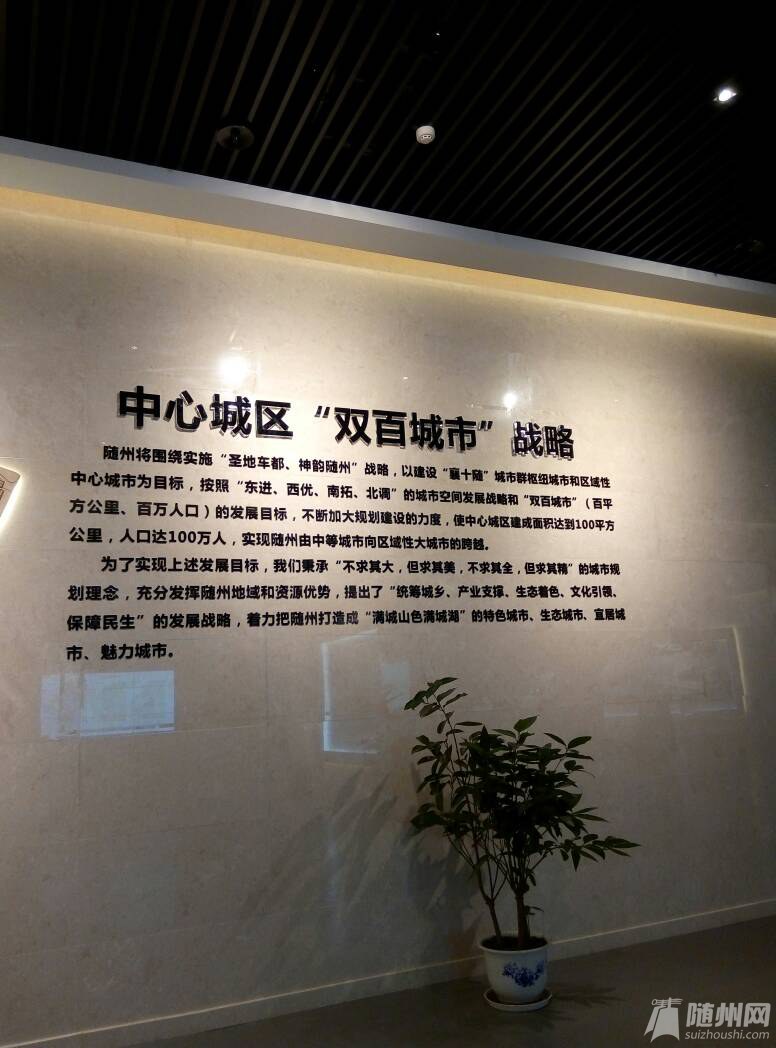 中心城区“双百城市”战略
随州将围绕实施“圣地车都、神韵随州”战略，以建设“襄十随”城市群枢纽城市和区域性
中心城市为目标，按照“东进、西优、南拓、北调”的城市空间发展战略和“双百城市”（百平
方公里、百万人口）的发展目标，不断加大规划建设的力度，使中心城区建成面积达到100平方
公里，人口达100万人，实现随州由中等城市向区域性大城市的跨越。
为了实现上述发展目标，我们秉承“不求其大，但求其美，不求其全，但求其精”的城市规
划理念，充分发挥随州地域和资源优势，提出了“统筹城乡、产业支撑、生态着色、文化引领、
保障民生”的发展战略，着力把随州打造成“满城山色满城湖”的特色城市、生态城市、宜居城
市、魅力城市。
随州网
suizhoushi.com